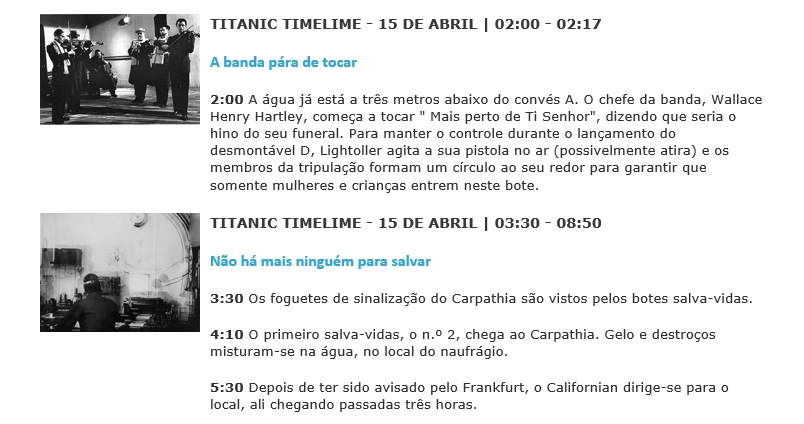 TITANIC TIMELIME - 15 DE ABRIL | 02:00 - 02:17
A banda pára de tocar
2:00 A água já está a três metros abaixo do convés A. O chefe da banda, Wallace
Henry Hartley, começa a tocar " Mais perto de Ti Senhor", dizendo que seria o
hino do seu funeral. Para manter o controle durante o lançamento do
desmontável D, Lightoller agita a sua pistola no ar (possivelmente atira) e os
membros da tripulação formam um círculo ao seu redor para garantir que
somente mulheres e crianças entrem neste bote.
TITANIC TIMELIME - 15 DE ABRIL | 03:30 - 08:50
Não há mais ninguém para salvar
3:30 Os foguetes de sinalização do Carpathia são vistos pelos botes salva-vidas.
4:10 O primeiro salva-vidas, o n.º 2, chega ao Carpathia. Gelo e destroços
misturam-se na água, no local do naufrágio.
5:30 Depois de ter sido avisado pelo Frankfurt, o Californian dirige-se para o
local, ali chegando passadas três horas.